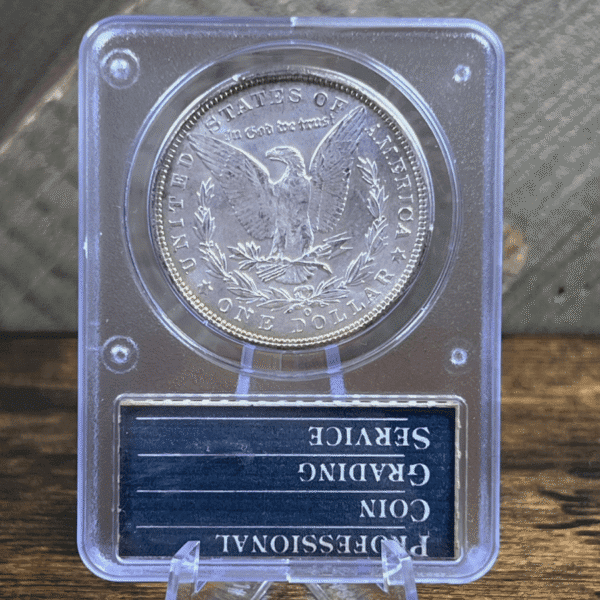 UNITED STATES OF AMERICA
In God we trust
ONE DOLLAR
O
PROFESSIONAL
COIN
GRADING
SERVICE